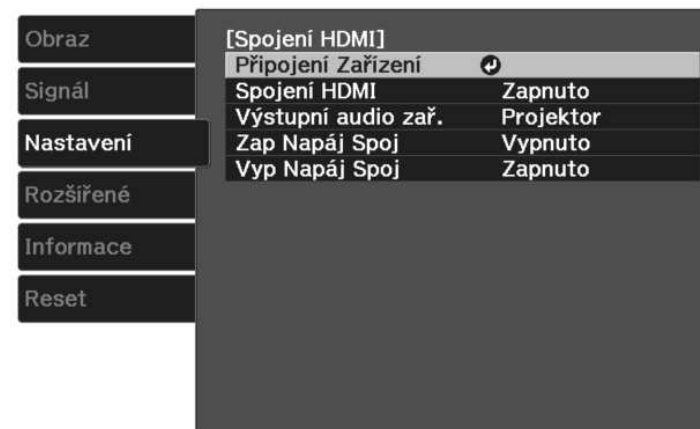 Obraz
Signál
Nastavení
Rozšířené
Informace
Reset
[Spojení HDMI]
Připojení Zařízení
Spojení HDMI Zapnuto
Výstupní audio zař. Projektor
Zap Napáj Spoj Vypnuto
Vyp Napáj Spoj Zapnuto